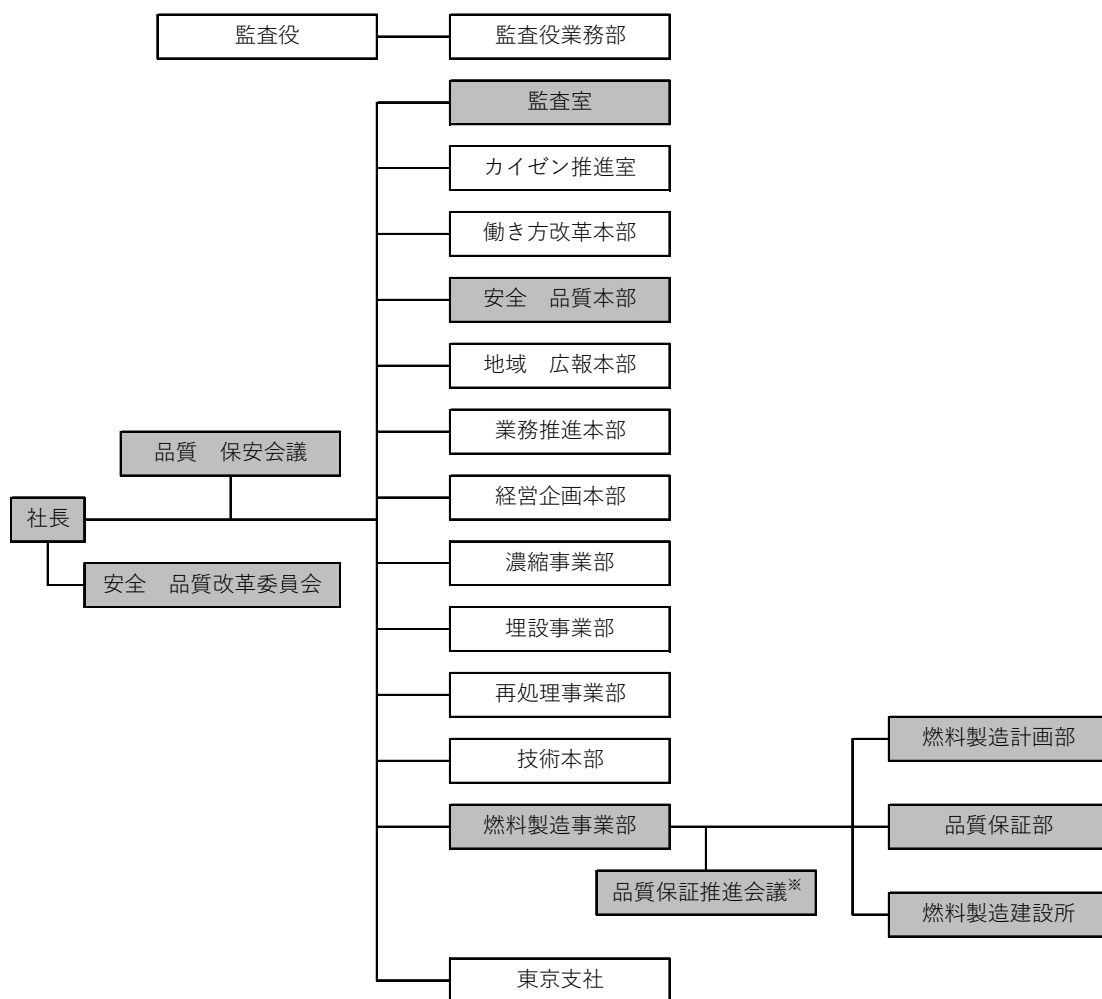 監査役
監査役業務部
監査室
カイゼン推進室
働き方改革本部
安全　品質本部
地域　広報本部
業務推進本部
品質　保安会議
経営企画本部
社長
濃縮事業部
安全　品質改革委員会
埋設事業部
再処理事業部
燃料製造計画部
技術本部
燃料製造事業部
品質保証部
品質保証推進会議※
燃料製造建設所
東京支社